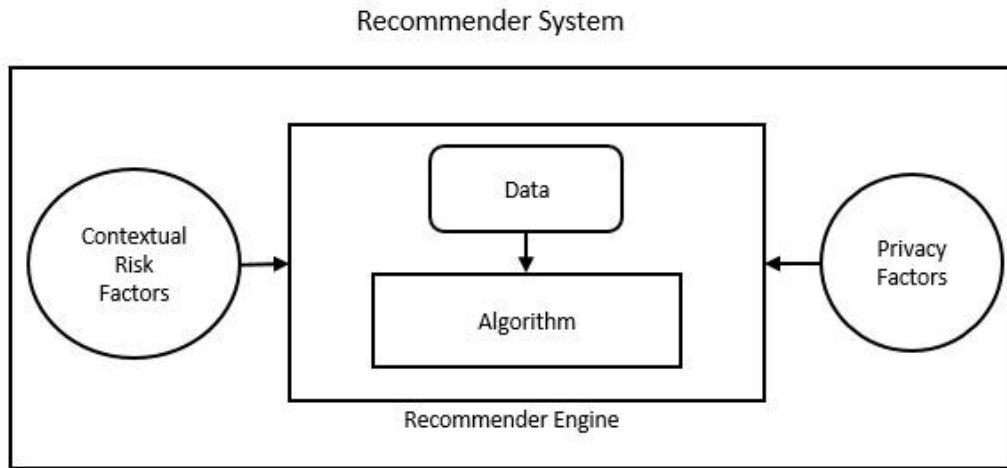 Recommender System
Contextual
Risk
Factors
Data
Algorithm
Privacy
Factors
Recommender Engine